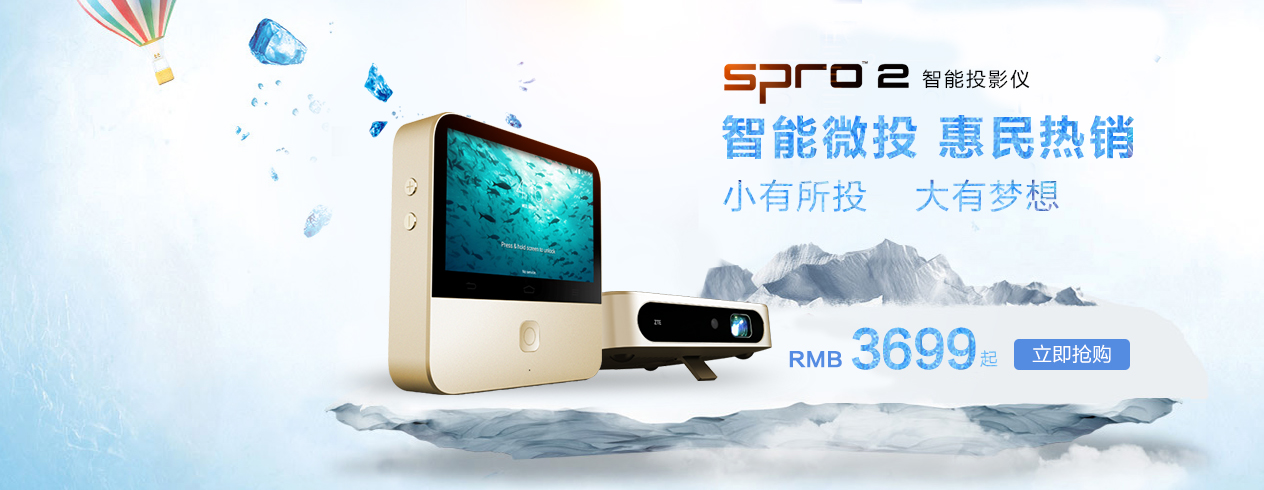 spro™ 2 智能投影仪
智能微投 惠民热销
小有所投 大有梦想
Press & hold screen to unlock
No service
ZTE
RMB 3699起 立即抢购